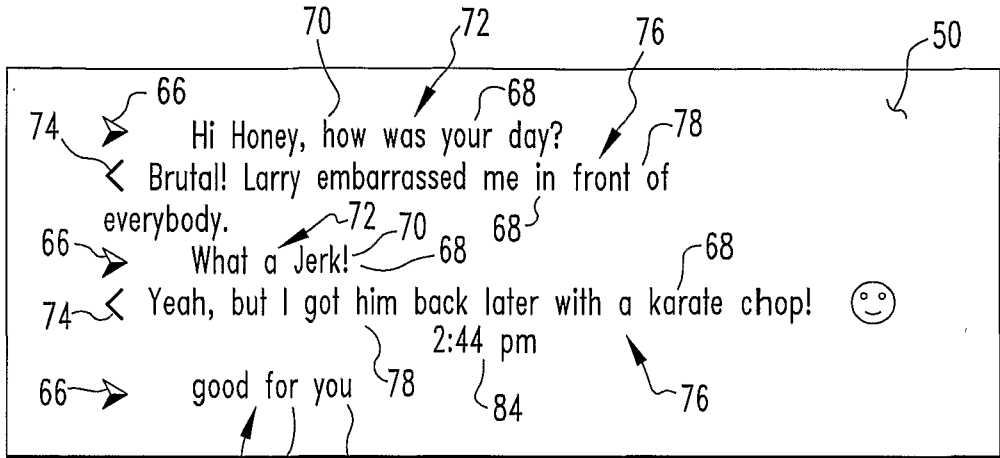 70 72 76 50
66 68
74 Hi Honey, how was your day? 78
Brutal! Larry embarrassed me in front of
everybody. 72 68
66 What a Jerk! 70 68 68
74 Yeah, but I got him back later with a karate chop!
2:44 pm
66 good for you 78 84 76